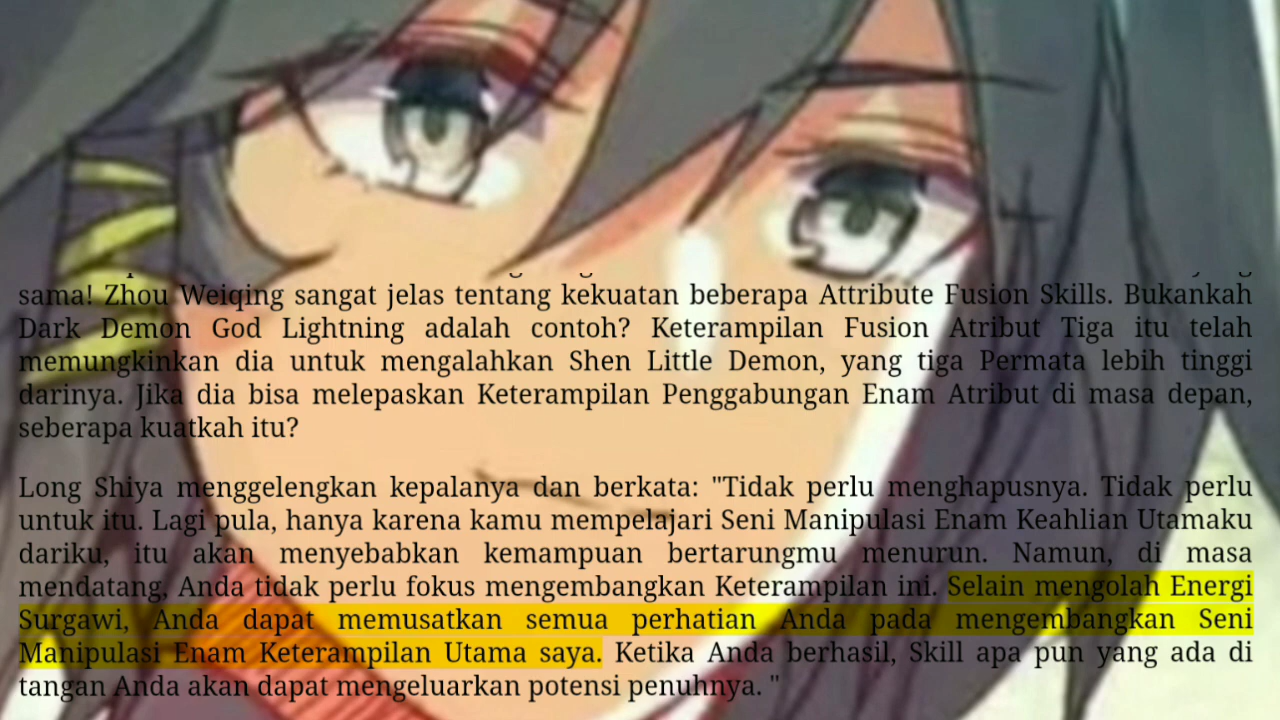 sama! Zhou Weiqing sangat jelas tentang kekuatan beberapa Attribute Fusion Skills. Bukankah
Dark Demon God Lightning adalah contoh? Keterampilan Fusion Atribut Tiga itu telah
memungkinkan dia untuk mengalahkan Shen Little Demon, yang tiga Permata lebih tinggi
darinya. Jika dia bisa melepaskan Keterampilan Penggabungan Enam Atribut di masa depan,
seberapa kuatkah itu?
Long Shiya menggelengkan kepalanya dan berkata: "Tidak perlu menghapusnya. Tidak perlu
untuk itu. Lagi pula, hanya karena kamu mempelajari Seni Manipulasi Enam Keahlian Utamaku
dariku, itu akan menyebabkan kemampuan bertarungmu menurun. Namun, di masa
mendatang, Anda tidak perlu fokus mengembangkan Keterampilan ini. Selain mengolah Energi
Surgawi, Anda dapat memusatkan semua perhatian Anda pada mengembangkan Seni
Manipulasi Enam Keterampilan Utama saya. Ketika Anda berhasil, Skill apa pun yang ada di
tangan Anda akan dapat mengeluarkan potensi penuhnya. "